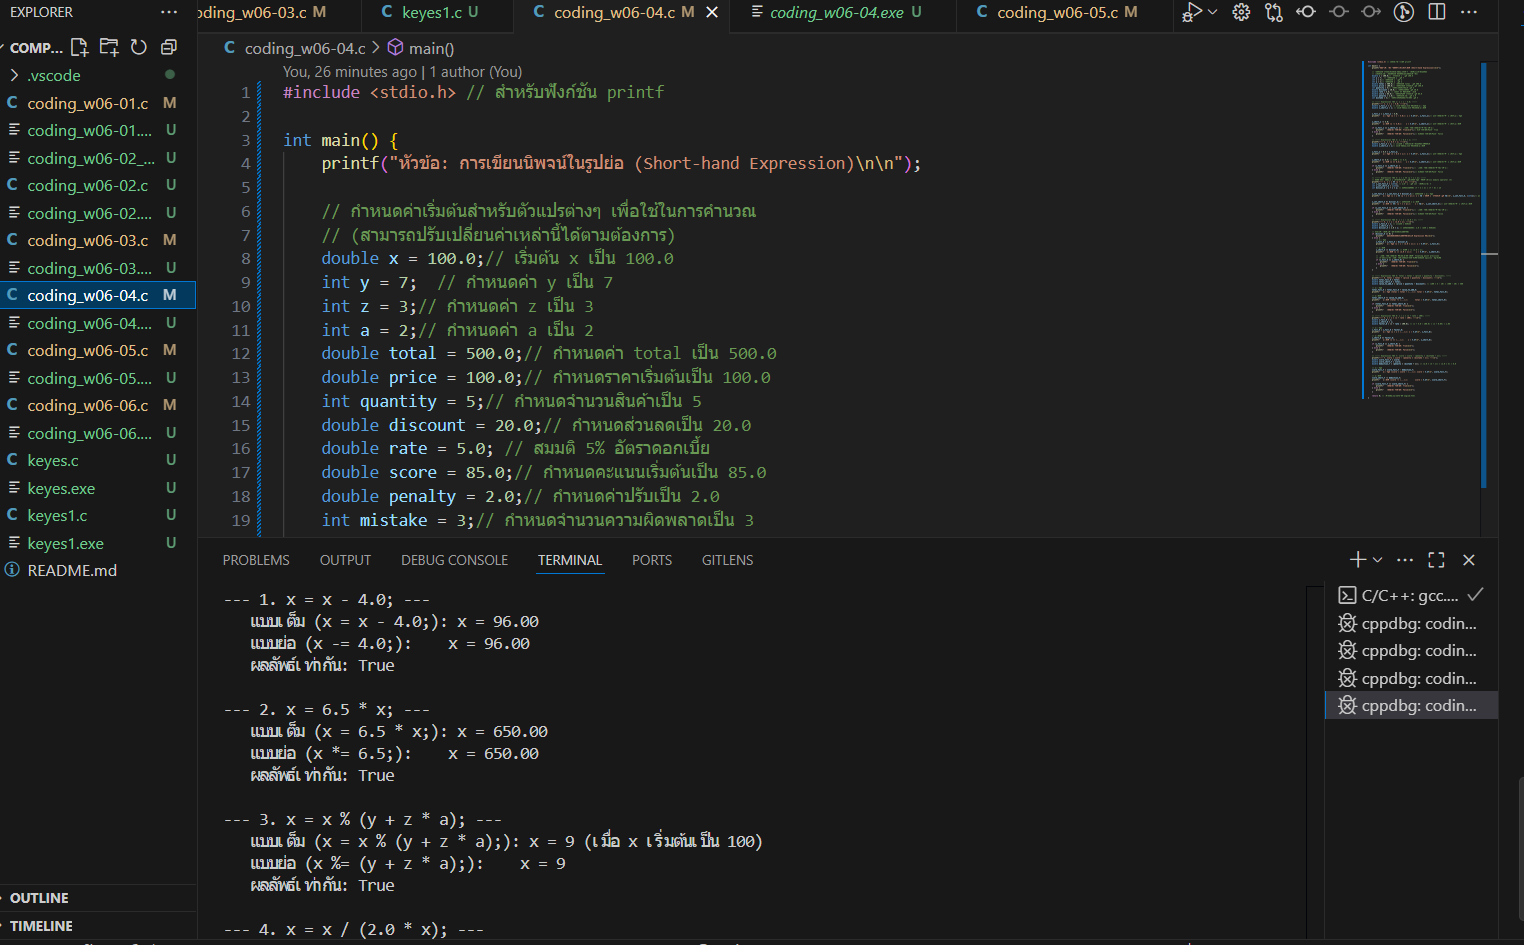 EXPLORER
COMP...
.vscode
coding_w06-01.c M
coding_w06-01.... U
coding_w06-02_... U
coding_w06-02.c U
coding_w06-02.... U
coding_w06-03.c M
coding_w06-03.... U
coding_w06-04.c M
coding_w06-04.... U
coding_w06-05.c M
coding_w06-05.... U
coding_w06-06.c M
coding_w06-06.... U
keyes.c U
keyes.exe U
keyes1.c U
keyes1.exe U
README.md
OUTLINE
TIMELINE
oding_w06-03.c M
keyes1.c U
coding_w06-04.c M
coding_w06-04.exe U
coding_w06-05.c M
coding_w06-04.c > main()
You, 26 minutes ago | 1 author (You)
1 #include <stdio.h> // สำหรับฟังก์ชัน printf
2
3 int main() {
4 printf("หัวข้อ: การเขียนนิพจน์ในรูปย่อ (Short-hand Expression)\n\n");
5
6 // กำหนดค่าเริ่มต้นสำหรับตัวแปรต่างๆ เพื่อใช้ในการคำนวณ
7 // (สามารถปรับเปลี่ยนค่าเหล่านี้ได้ตามต้องการ)
8 double x = 100.0;// เริ่มต้น x เป็น 100.0
9 int y = 7;  // กำหนดค่า y เป็น 7
10 int z = 3;// กำหนดค่า z เป็น 3
11 int a = 2;// กำหนดค่า a เป็น 2
12 double total = 500.0;// กำหนดค่า total เป็น 500.0
13 double price = 100.0;// กำหนดราคาเริ่มต้นเป็น 100.0
14 int quantity = 5;// กำหนดจำนวนสินค้าเป็น 5
15 double discount = 20.0;// กำหนดส่วนลดเป็น 20.0
16 double rate = 5.0; // สมมติ 5% อัตราดอกเบี้ย
17 double score = 85.0;// กำหนดคะแนนเริ่มต้นเป็น 85.0
18 double penalty = 2.0;// กำหนดค่าปรับเป็น 2.0
19 int mistake = 3;// กำหนดจำนวนความผิดพลาดเป็น 3
PROBLEMS OUTPUT DEBUG CONSOLE TERMINAL PORTS GITLENS
--- 1. x = x - 4.0; ---
แบบเต็ม (x = x - 4.0;): x = 96.00
แบบย่อ (x -= 4.0;):    x = 96.00
ผลลัพธ์เท่ากัน: True
--- 2. x = 6.5 * x; ---
แบบเต็ม (x = 6.5 * x;): x = 650.00
แบบย่อ (x *= 6.5;):    x = 650.00
ผลลัพธ์เท่ากัน: True
--- 3. x = x % (y + z * a); ---
แบบเต็ม (x = x % (y + z * a);): x = 9 (เมื่อ x เริ่มต้นเป็น 100)
แบบย่อ (x %= (y + z * a);):    x = 9
ผลลัพธ์เท่ากัน: True
--- 4. x = x / (2.0 * x); ---
C/C++: gcc....
cppdbg: codin...
cppdbg: codin...
cppdbg: codin...
cppdbg: codin...